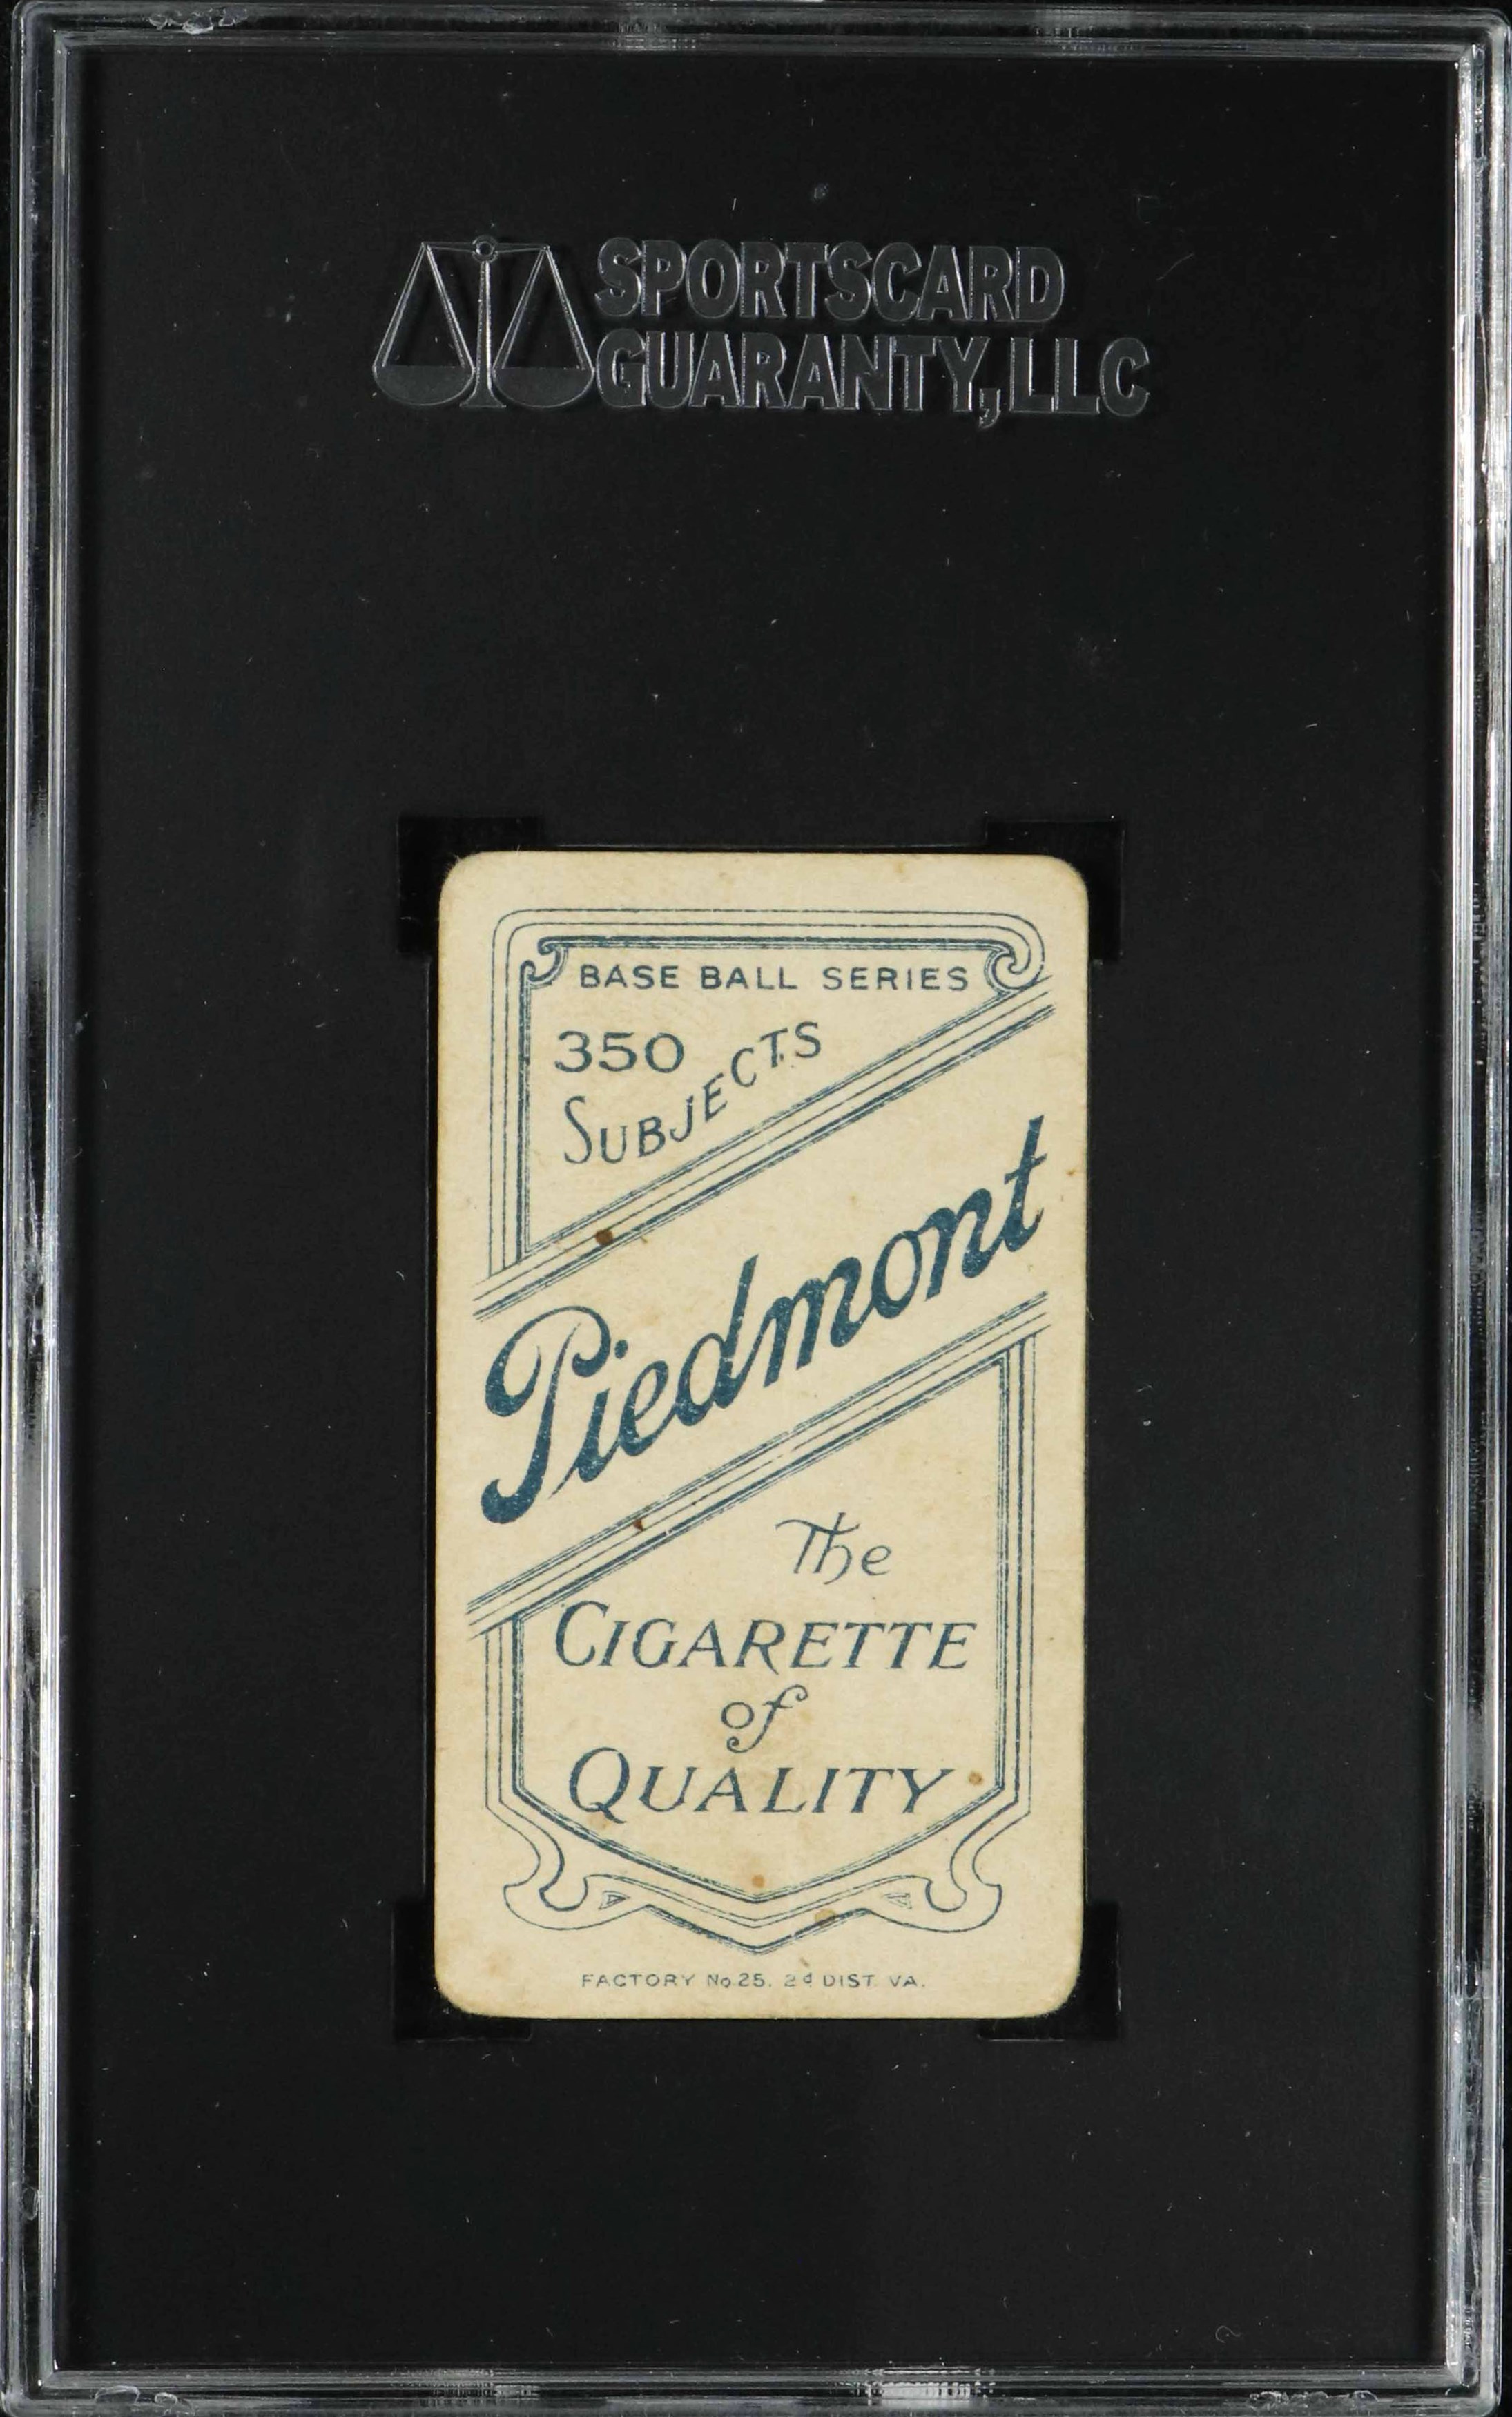 SPORTSCARD
GUARANTY, LLC
BASE BALL SERIES
350
SUBJECTS
Piedmont
The
CIGARETTE
of
QUALITY
FACTORY No. 25. 2d DIST. VA.